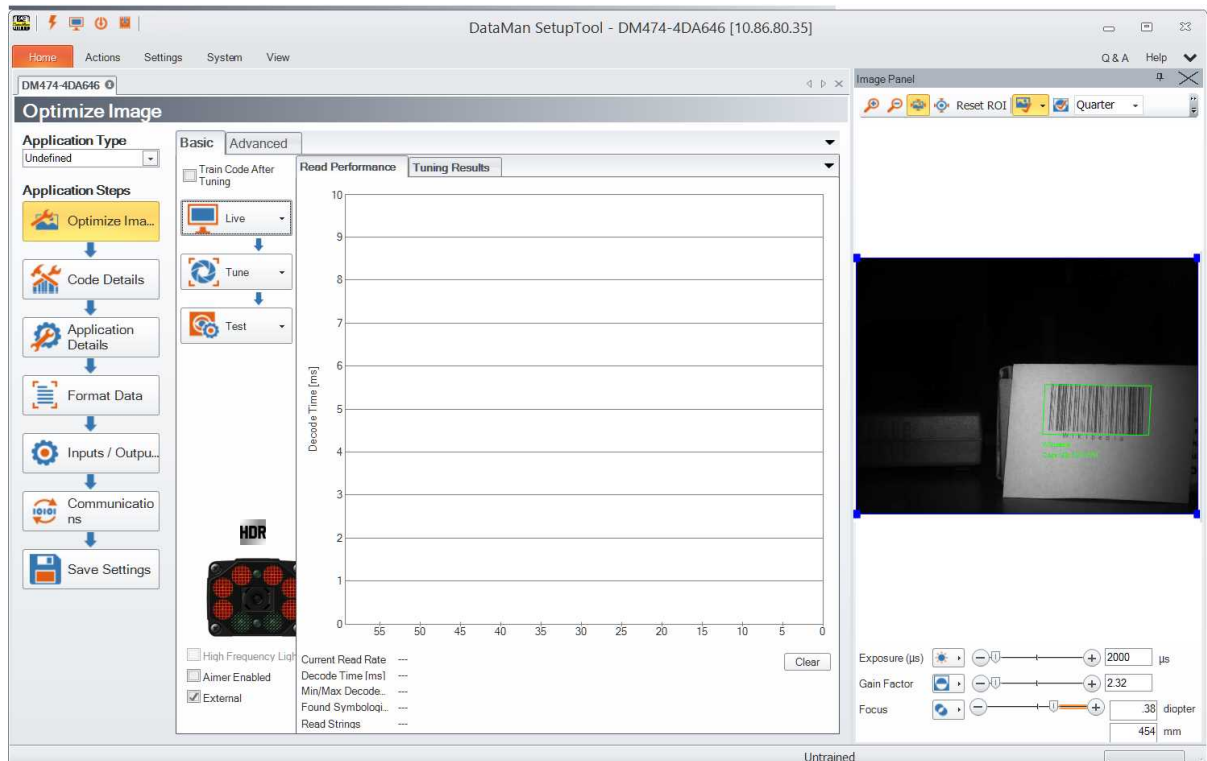 DataMan SetupTool - DM474-4DA646 [10.86.80.35]
Home Actions Settings System View Q & A Help
DM474-4DA646
Optimize Image
Application Type
Undefined
Application Steps
Optimize Ima...
Code Details
Application
Details
Format Data
Inputs / Outpu...
Communicatio
ns
Save Settings
Basic Advanced
Train Code After
Tuning
Live
Tune
Test
HDR
High Frequency Ligh
Aimer Enabled
External
Read Performance Tuning Results
Decode Time [ms]
10
9
8
7
6
5
4
3
2
1
0
55 50 45 40 35 30 25 20 15 10 5 0
Current Read Rate ---
Clear
Decode Time [ms] ---
Min/Max Decode... ---
Found Symbologi... ---
Read Strings ---
Image Panel
Reset ROI Quarter
WIKIPEDIA
Exposure (µs) 2000 µs
Gain Factor 2.32
Focus .38 diopter
454 mm
Untrained